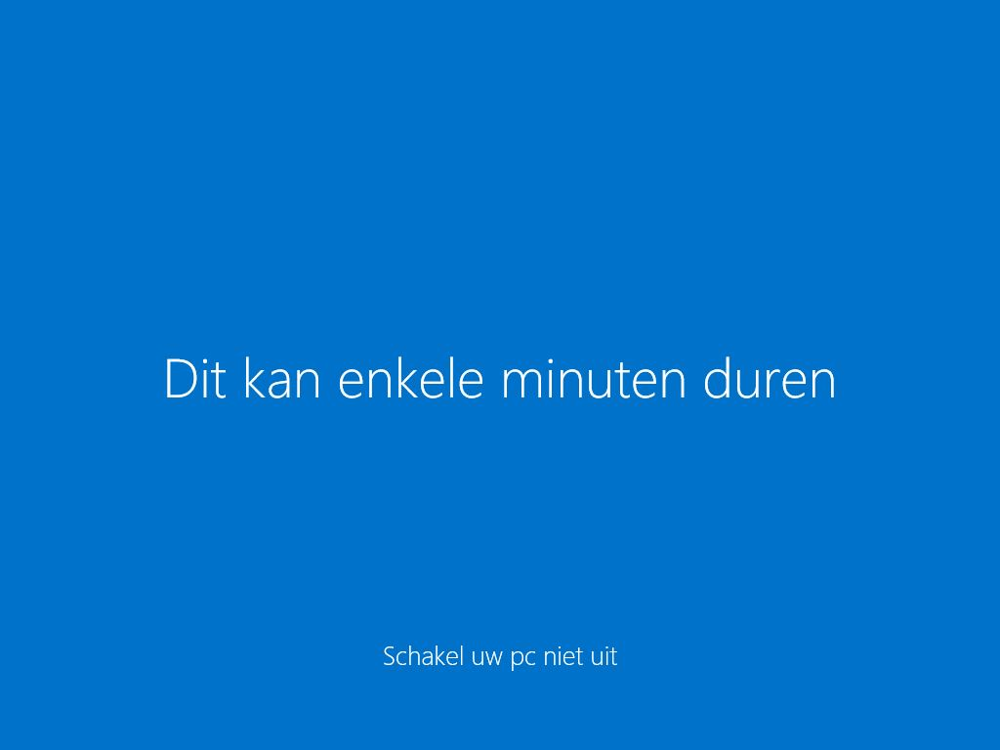 Dit kan enkele minuten duren
Schakel uw pc niet uit